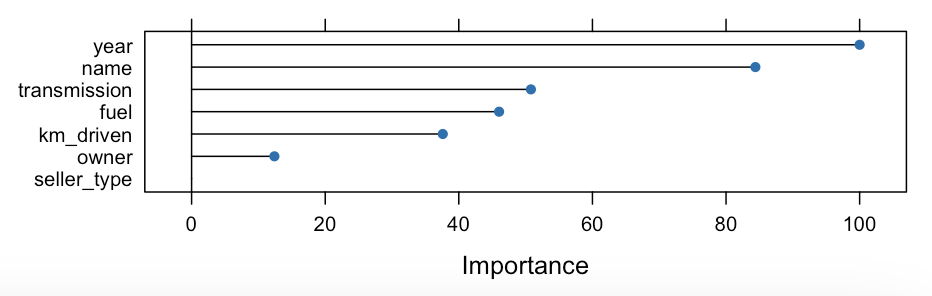 year
name
transmission
fuel
km_driven
owner
seller_type
0 20 40 60 80 100
Importance